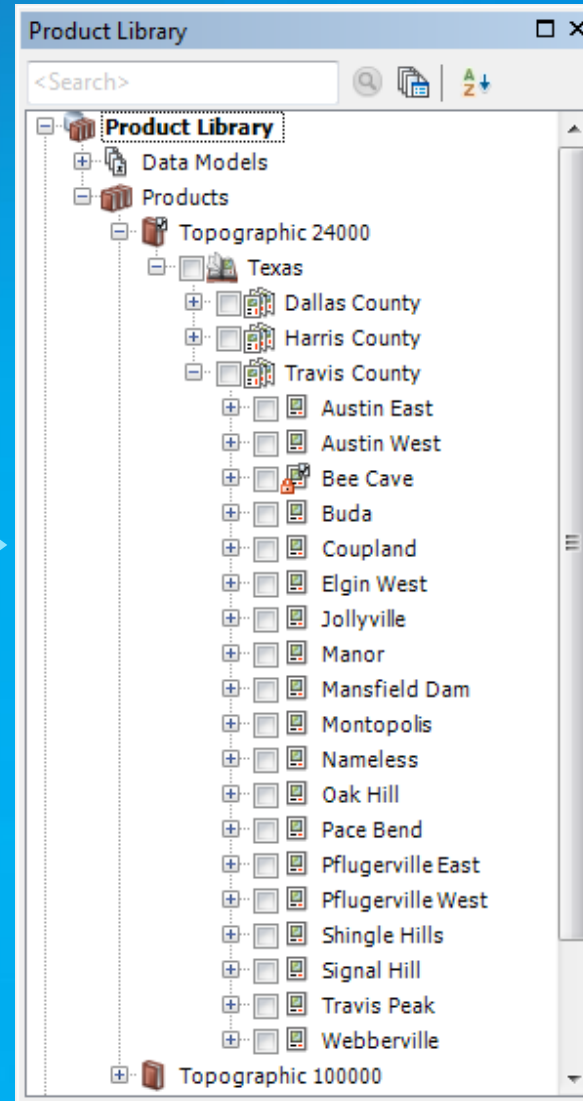 Product Library
<Search>
A
Z
Product Library
Data Models
Products
Topographic 24000
Texas
Dallas County
Harris County
Travis County
Austin East
Austin West
Bee Cave
Buda
Coupland
Elgin West
Jollyville
Manor
Mansfield Dam
Montopolis
Nameless
Oak Hill
Pace Bend
Pflugerville East
Pflugerville West
Shingle Hills
Signal Hill
Travis Peak
Webberville
Topographic 100000